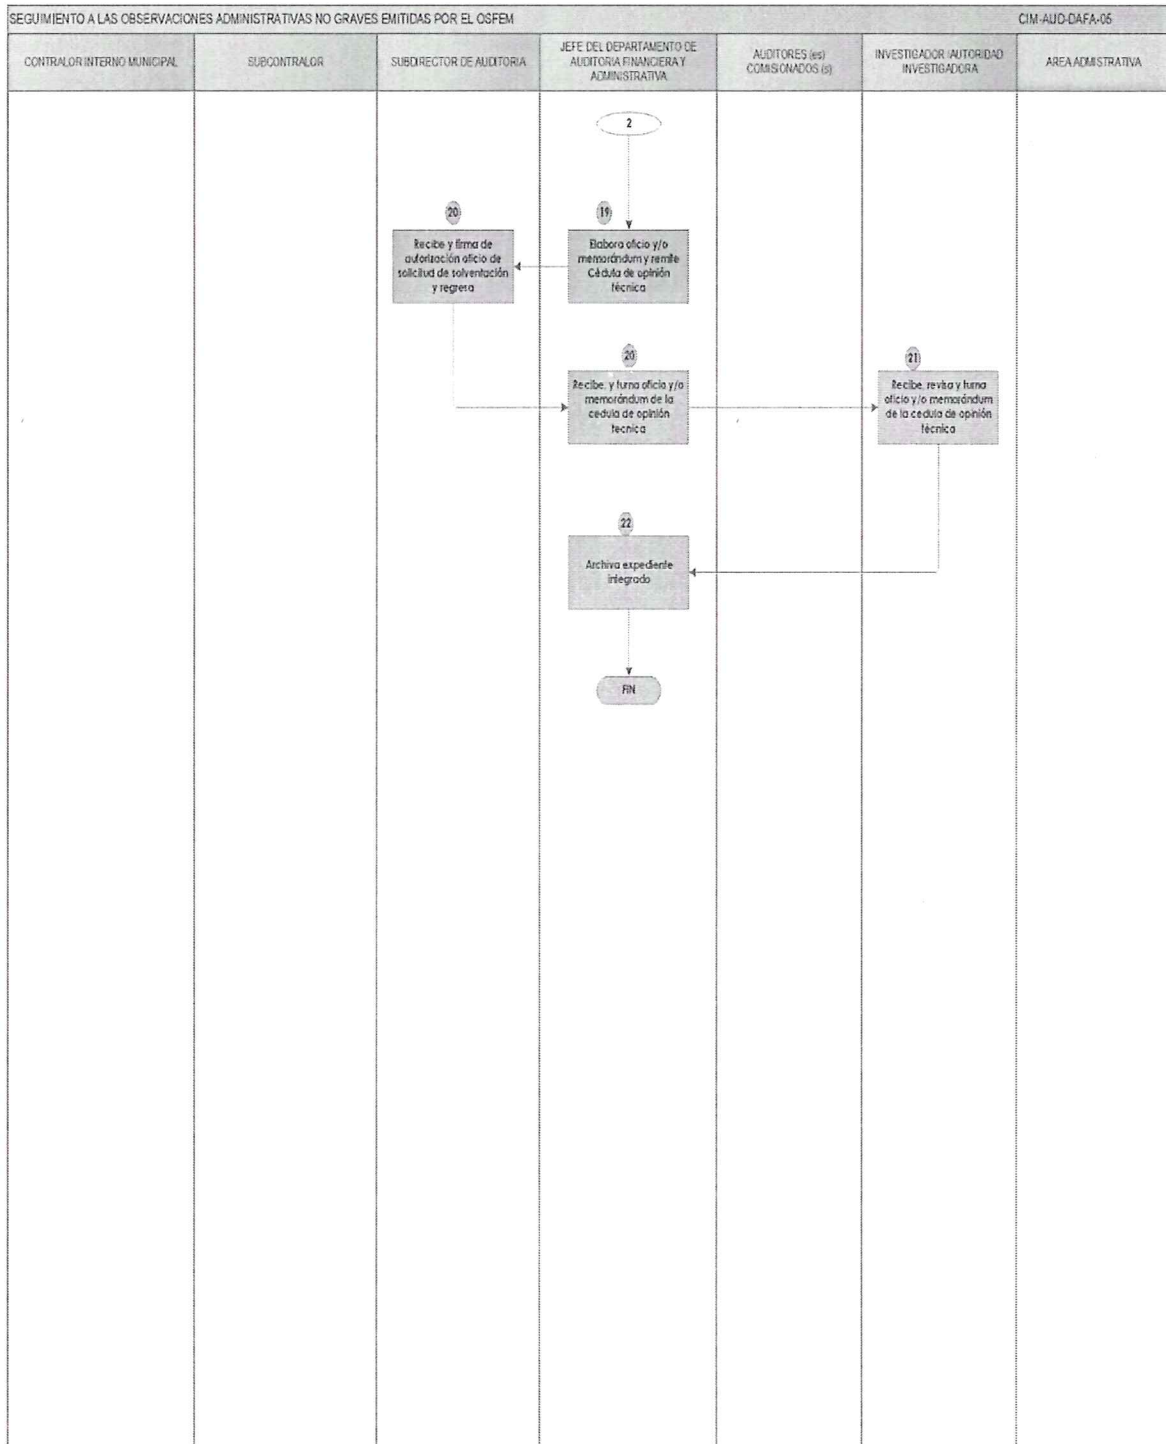 SEGUIMIENTO A LAS OBSERVACIONES ADMINISTRATIVAS NO GRAVES EMITIDAS POR EL OSFEM
CIM-AUD-DAFA-05
CONTRALOR INTERNO MUNICIPAL
SUBCONTRALOR
SUBDIRECTOR DE AUDITORIA
JEFE DEL DEPARTAMENTO DE
AUDITORIA FINANCIERA Y
ADMINISTRATIVA
AUDITORES (es)
COMISIONADOS (s)
INVESTIGADOR /AUTORIDAD
INVESTIGADORA
AREA ADMISTRATIVA
2
20
Recibe y firma de
autorización oficio de
solicitud de solventación
y regresa
19
Elabora oficio y/o
memorándum y remite
Cédula de opinión
técnica
20
Recibe, y turna oficio y/o
memorándum de la
cedula de opinión
tecnica
21
Recibe, revisa y turna
oficio y/o memorándum
de la cedula de opinión
técnica
22
Archiva expediente
integrado
FIN